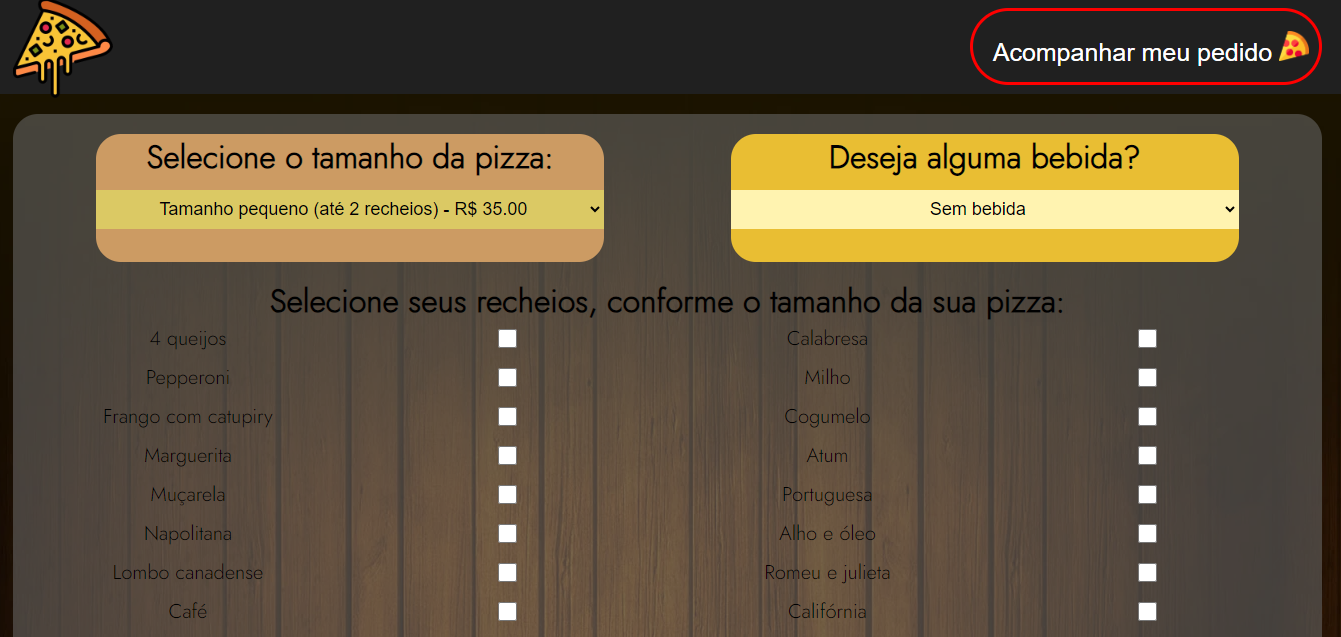 Acompanhar meu pedido
Selecione o tamanho da pizza:
Tamanho pequeno (até 2 recheios) - R$ 35.00
Deseja alguma bebida?
Sem bebida
Selecione seus recheios, conforme o tamanho da sua pizza:
4 queijos
Calabresa
Pepperoni
Milho
Frango com catupiry
Cogumelo
Marguerita
Atum
Muçarela
Portuguesa
Napolitana
Alho e óleo
Lombo canadense
Romeu e julieta
Café
Califórnia